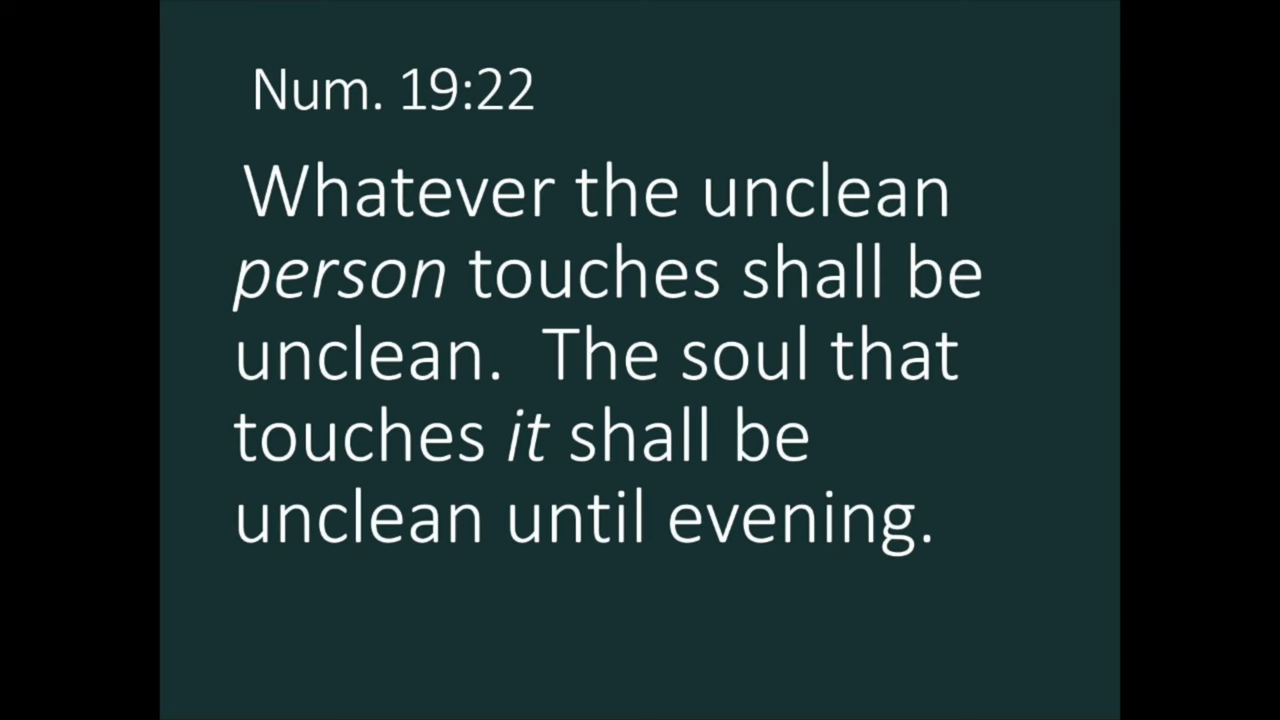 Num. 19:22
Whatever the unclean
person touches shall be
unclean.  The soul that
touches it shall be
unclean until evening.